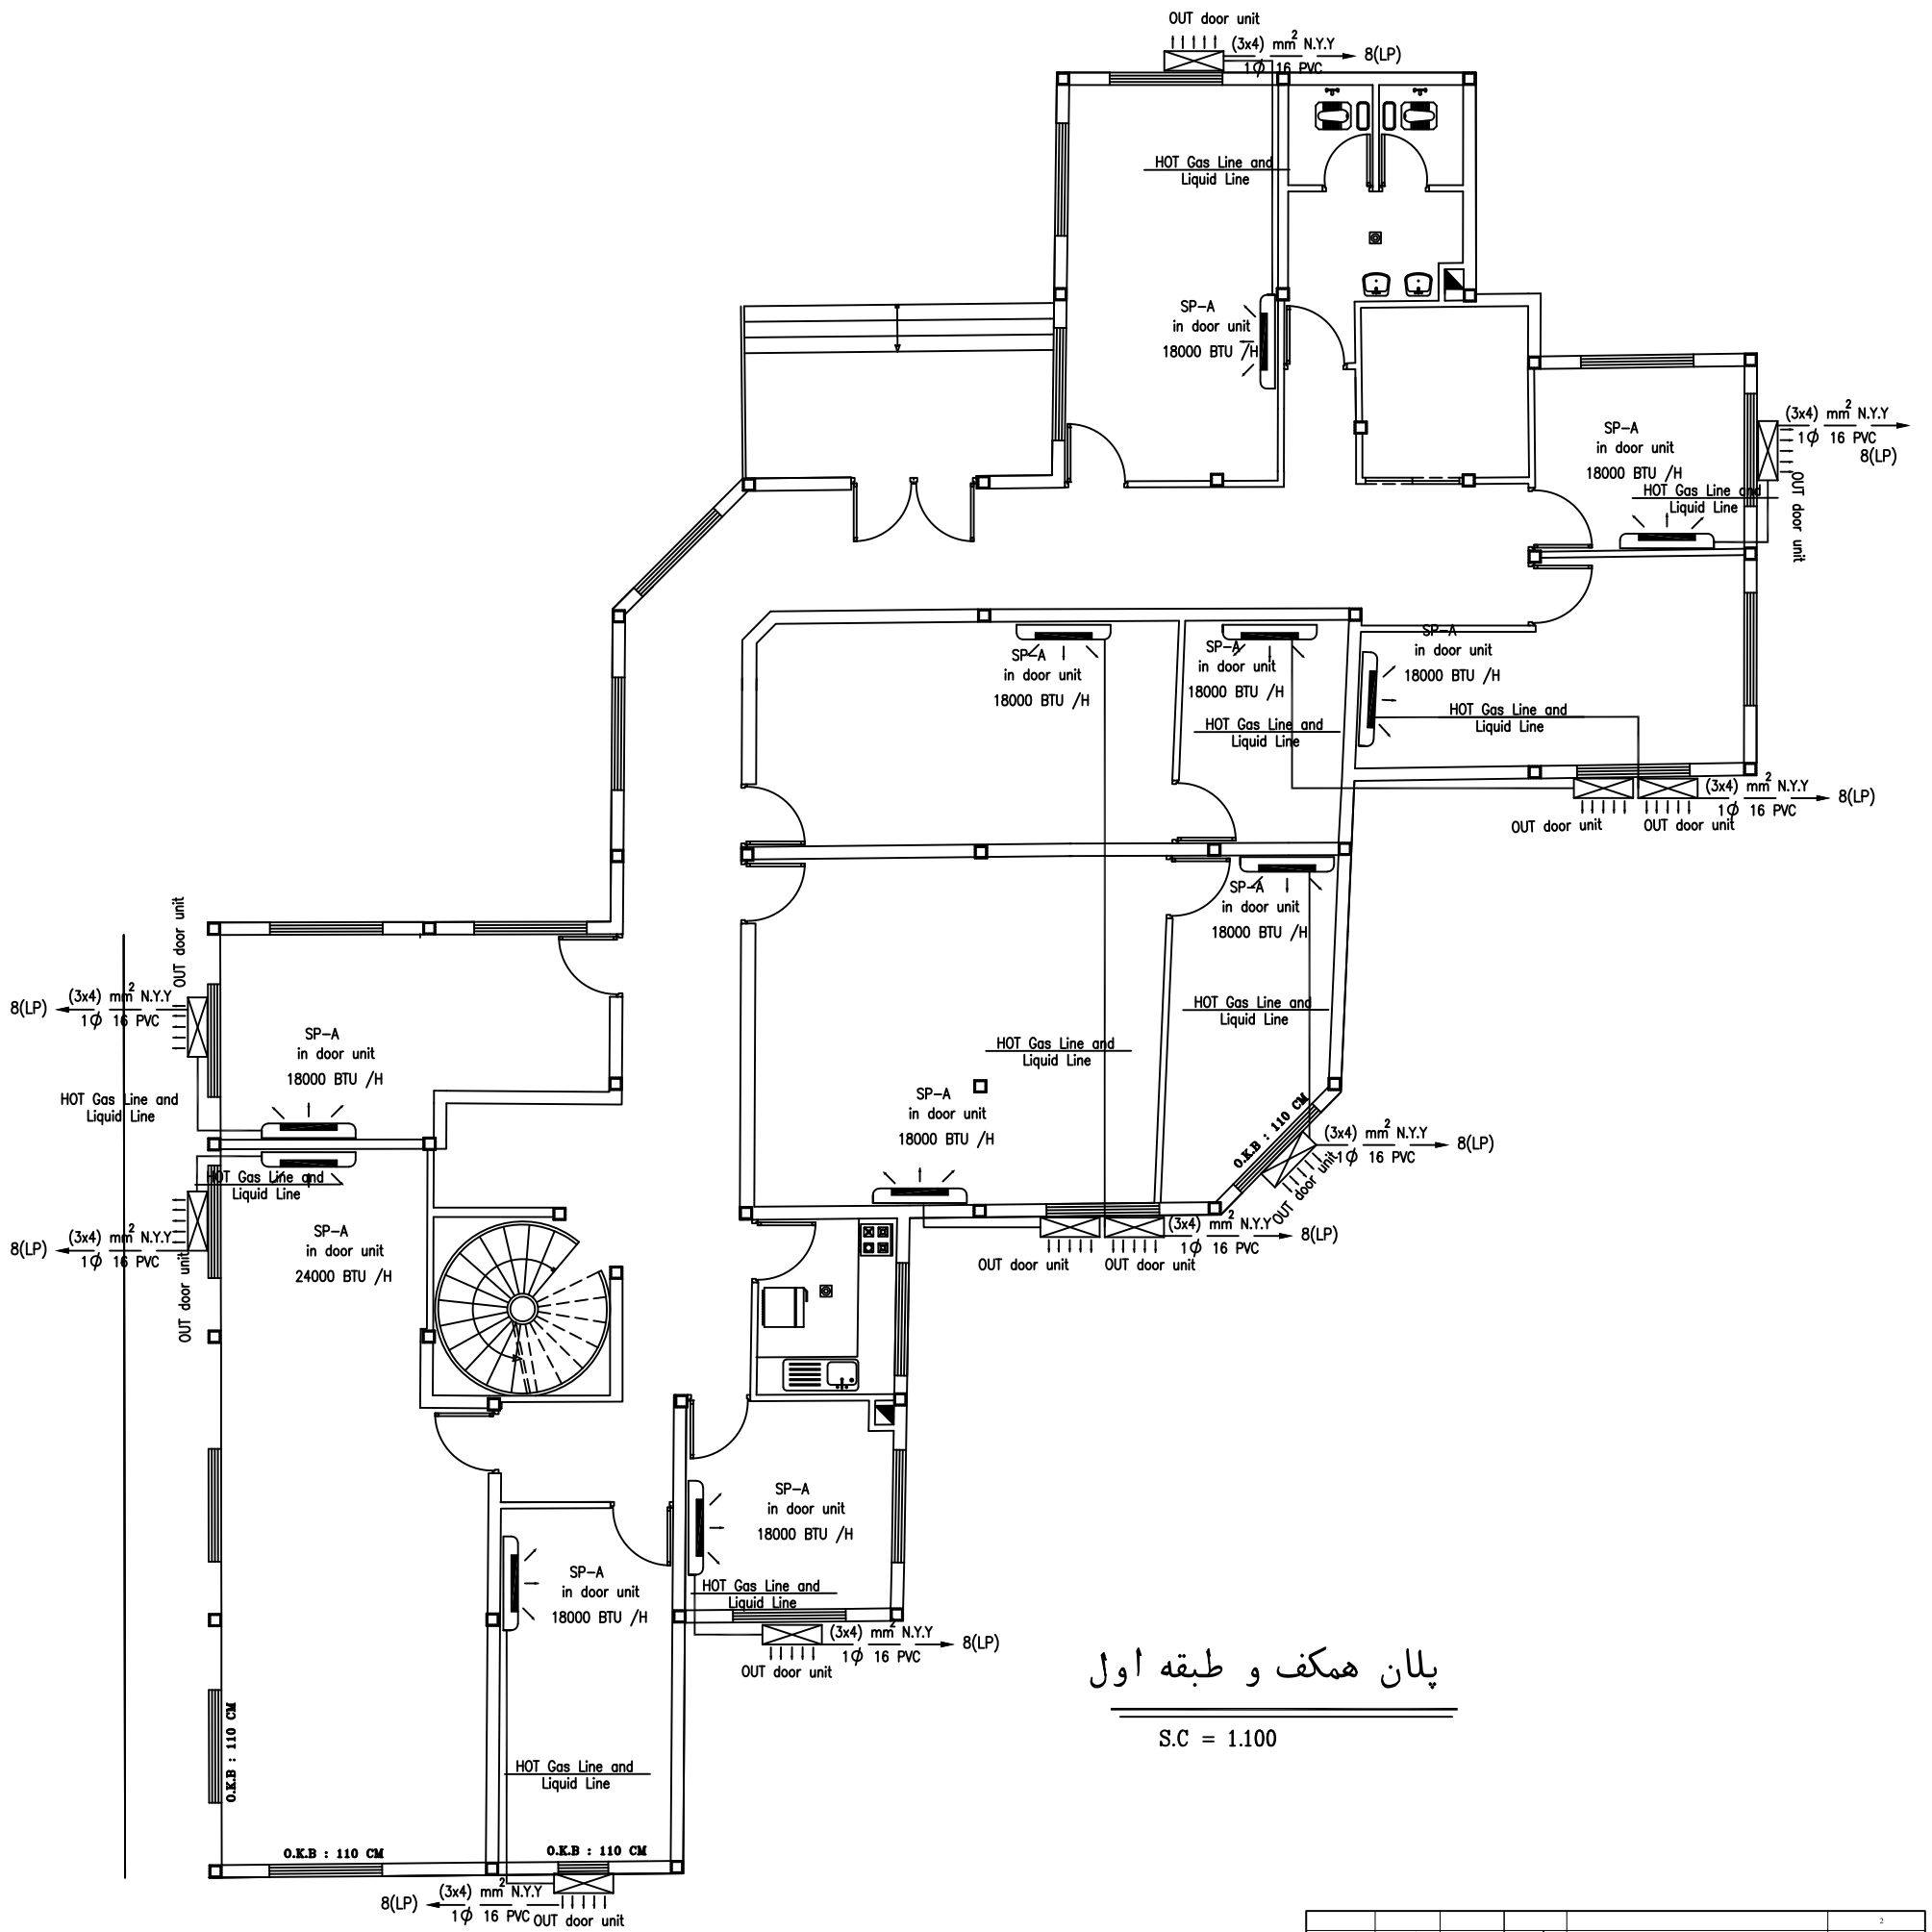 OUT door unit
(3x4) mm2 N.Y.Y
1Φ 16 PVC
8(LP)
HOT Gas Line and
Liquid Line
SP-A
in door unit
18000 BTU /H
SP-A
in door unit
18000 BTU /H
HOT Gas Line and
Liquid Line
(3x4) mm2 N.Y.Y
1Φ 16 PVC
8(LP)
OUT door unit
SP-A
in door unit
18000 BTU /H
SP-A
in door unit
18000 BTU /H
HOT Gas Line and
Liquid Line
SP-A
in door unit
18000 BTU /H
HOT Gas Line and
Liquid Line
(3x4) mm2 N.Y.Y
1Φ 16 PVC
8(LP)
OUT door unit
OUT door unit
SP-A
in door unit
18000 BTU /H
HOT Gas Line and
Liquid Line
OUT door unit
8(LP)
(3x4) mm2 N.Y.Y
1Φ 16 PVC
SP-A
in door unit
18000 BTU /H
HOT Gas Line and
Liquid Line
HOT Gas Line and
Liquid Line
SP-A
in door unit
18000 BTU /H
O.K.B : 110 CM
(3x4) mm2 N.Y.Y
1Φ 16 PVC
8(LP)
OUT door unit
HOT Gas Line and
Liquid Line
SP-A
in door unit
24000 BTU /H
8(LP)
(3x4) mm2 N.Y.Y
1Φ 16 PVC
OUT door unit
(3x4) mm2 N.Y.Y
1Φ 16 PVC
8(LP)
OUT door unit
OUT door unit
SP-A
in door unit
18000 BTU /H
HOT Gas Line and
Liquid Line
SP-A
in door unit
18000 BTU /H
(3x4) mm2 N.Y.Y
1Φ 16 PVC
8(LP)
OUT door unit
پلان همکف و طبقه اول
S.C = 1.100
O.K.B : 110 CM
HOT Gas Line and
Liquid Line
O.K.B : 110 CM
O.K.B : 110 CM
8(LP)
(3x4) mm2 N.Y.Y
1Φ 16 PVC
OUT door unit
2